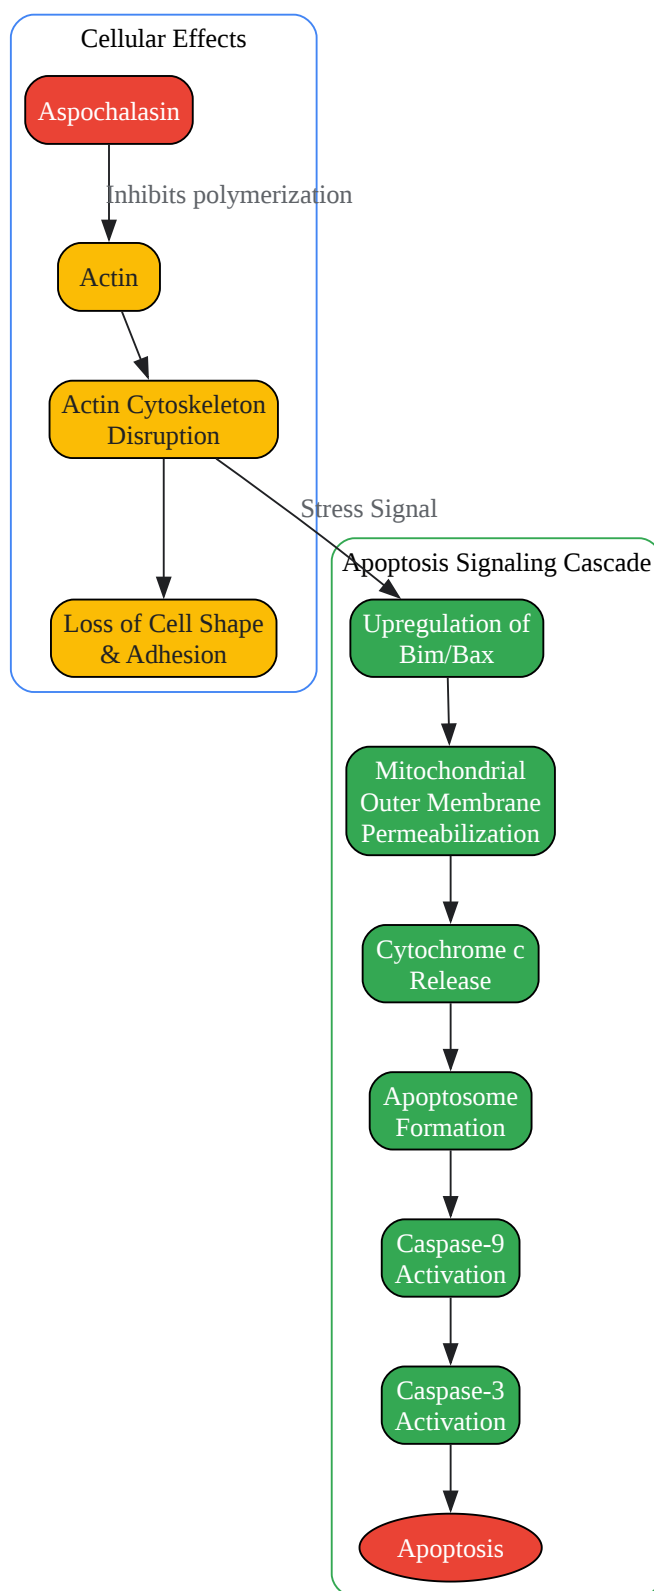 Cellular Effects
Aspochalasin
Inhibits polymerization
Actin
Actin Cytoskeleton
Disruption
Stress Signal
Loss of Cell Shape
& Adhesion
Apoptosis Signaling Cascade
Upregulation of
Bim/Bax
Mitochondrial
Outer Membrane
Permeabilization
Cytochrome c
Release
Apoptosome
Formation
Caspase-9
Activation
Caspase-3
Activation
Apoptosis